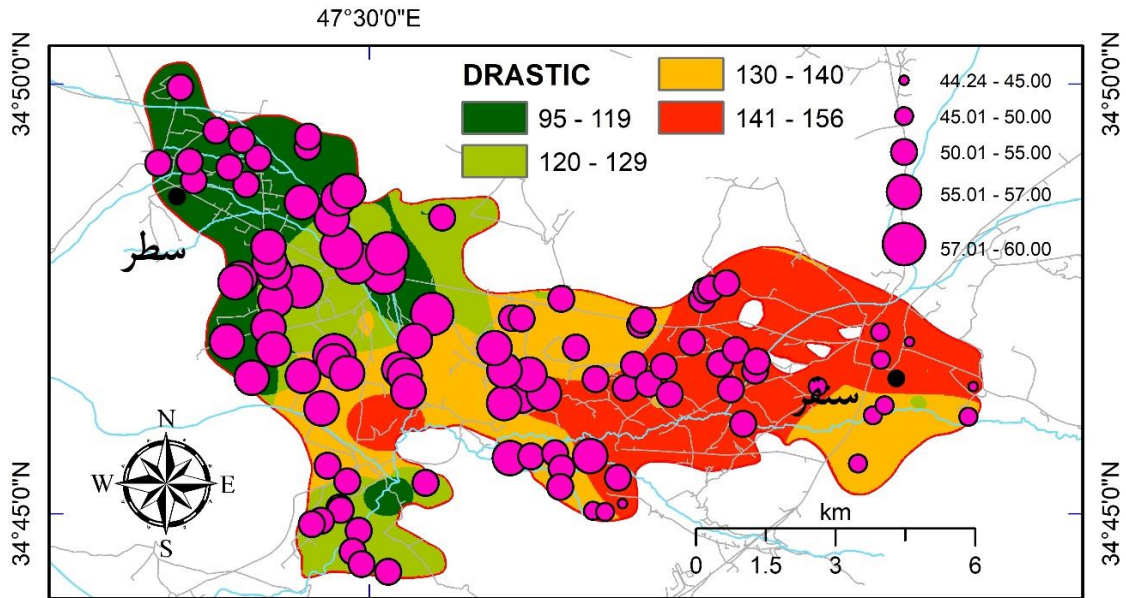 47°30'0"E
34°50'0"N
34°50'0"N
DRASTIC
95 - 119
120 - 129
130 - 140
141 - 156
44.24 - 45.00
45.01 - 50.00
50.01 - 55.00
55.01 - 57.00
57.01 - 60.00
سطر
سنقر
N
W E
S
km
0 1.5 3 6
34°45'0"N
34°45'0"N